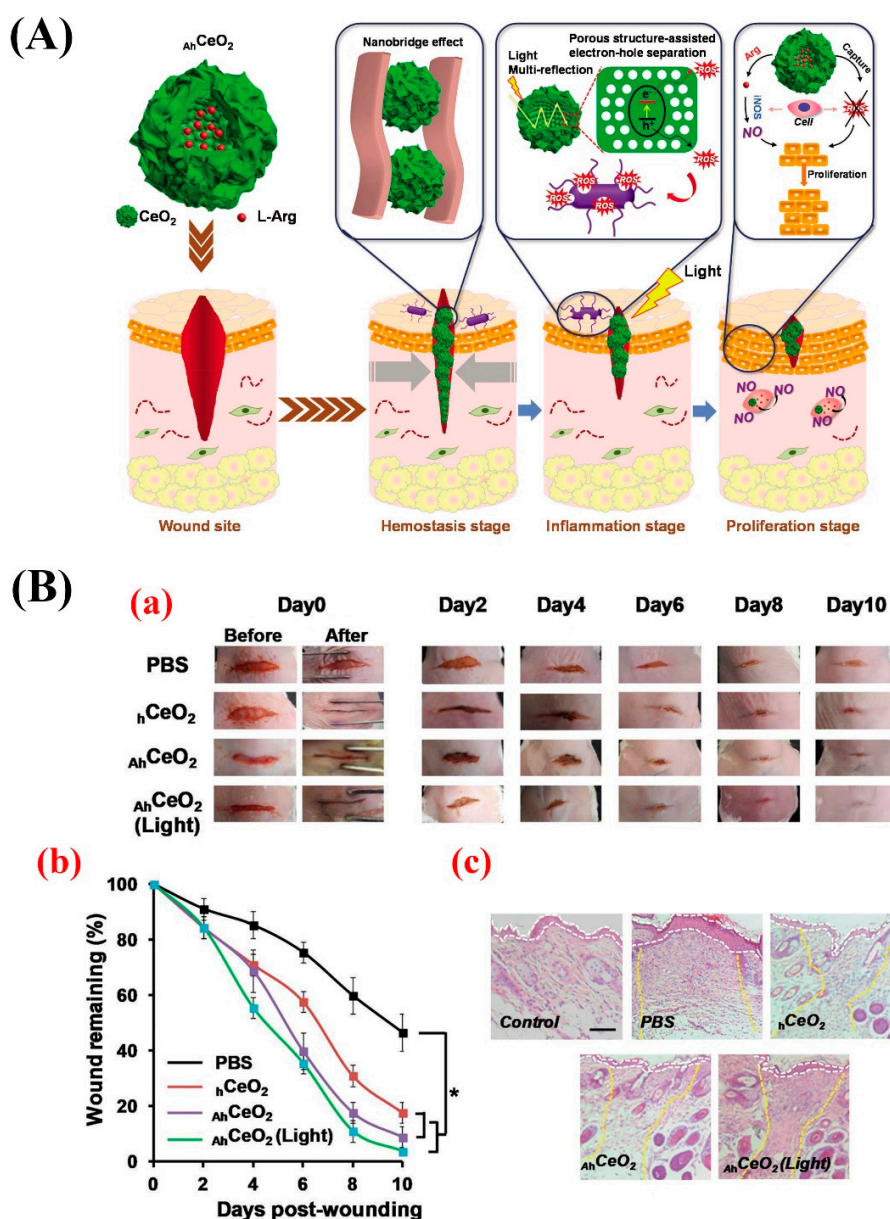 (A)
AhCeO2
CeO2
L-Arg
Nanobridge effect
Light
Multi-reflection
Porous structure-assisted
electron-hole separation
ROS
e-
h+
ROS
ROS
ROS
ROS
ROS
Arg
Capture
iNOS
Cell
ROS
NO
Proliferation
Light
NO
NO
NO
NO
Wound site
Hemostasis stage
Inflammation stage
Proliferation stage
(B)
(a)
Day0
Day2
Day4
Day6
Day8
Day10
Before
After
PBS
hCeO2
AhCeO2
AhCeO2
(Light)
(b)
Wound remaining (%)
100
80
60
40
20
0
PBS
hCeO2
AhCeO2
AhCeO2 (Light)
*
0
2
4
6
8
10
Days post-wounding
(c)
Control
PBS
hCeO2
AhCeO2
AhCeO2 (Light)